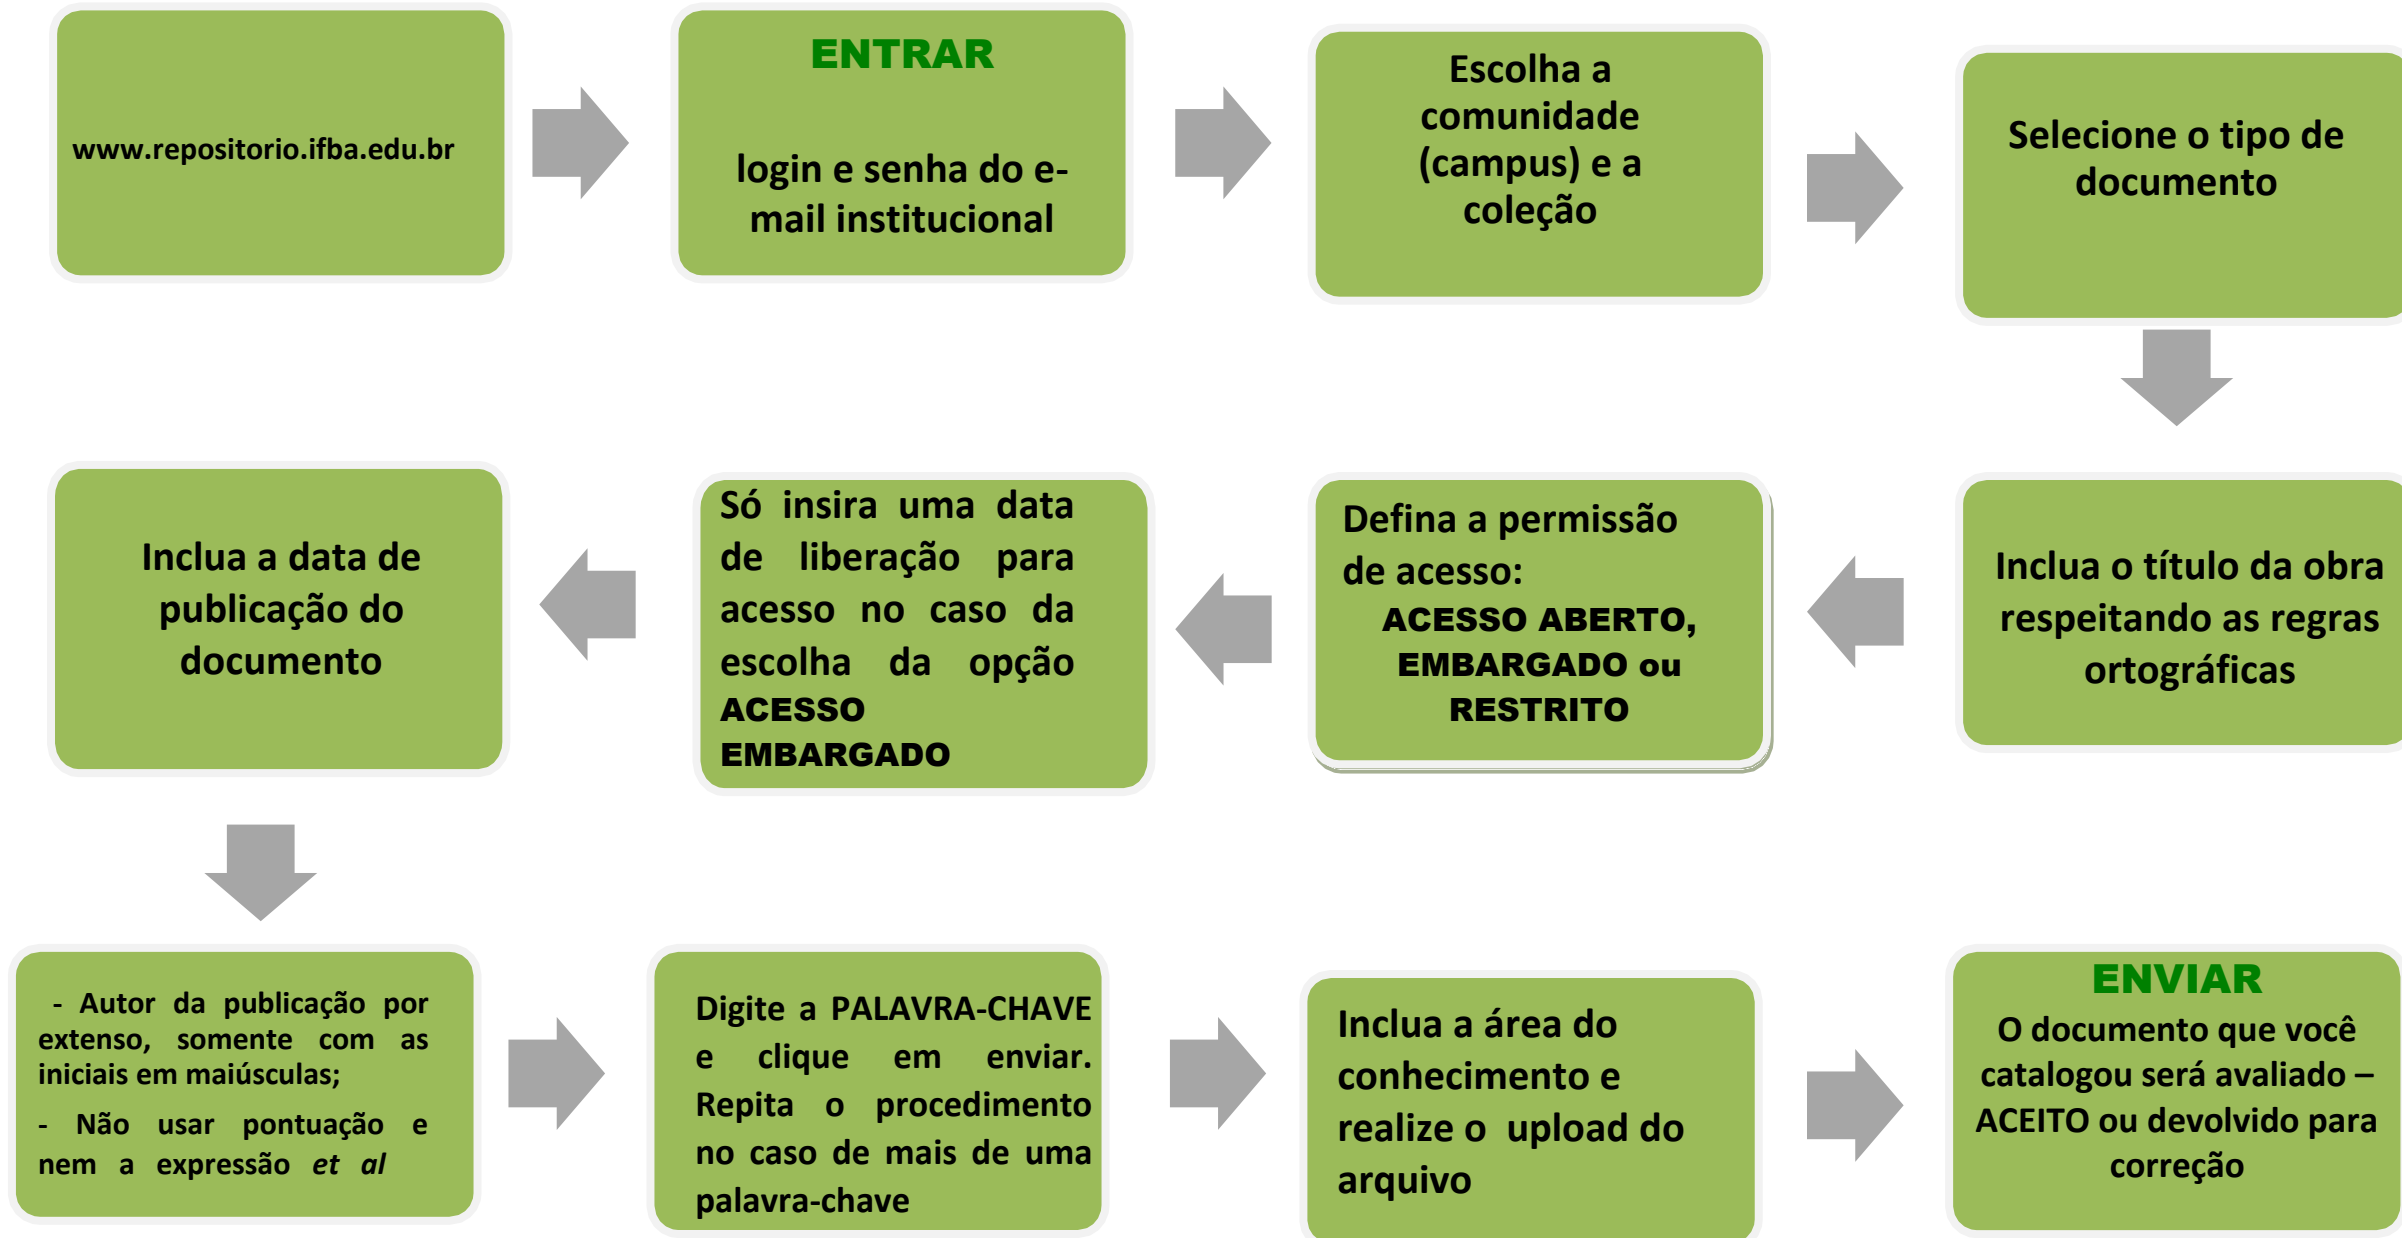 www.repositorio.ifba.edu.br
ENTRAR
login e senha do e-
mail institucional
Escolha a
comunidade
(campus) e a
coleção
Selecione o tipo de
documento
Inclua o título da obra
respeitando as regras
ortográficas
Defina a permissão
de acesso:
ACESSO ABERTO,
EMBARGADO ou
RESTRITO
Só insira uma data
de liberação para
acesso no caso da
escolha da opção
ACESSO
EMBARGADO
Inclua a data de
publicação do
documento
- Autor da publicação por
extenso, somente com as
iniciais em maiúsculas;
- Não usar pontuação e
nem a expressão et al
Digite a PALAVRA-CHAVE
e clique em enviar.
Repita o procedimento
no caso de mais de uma
palavra-chave
Inclua a área do
conhecimento e
realize o upload do
arquivo
ENVIAR
O documento que você
catalogou será avaliado –
ACEITO ou devolvido para
correção